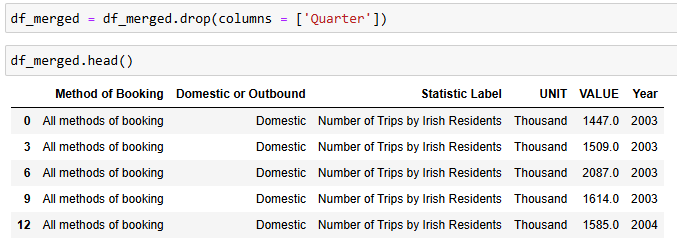 df_merged = df_merged.drop(columns = ['Quarter'])
df_merged.head()
Method of Booking Domestic or Outbound Statistic Label UNIT VALUE Year
0 All methods of booking Domestic Number of Trips by Irish Residents Thousand 1447.0 2003
3 All methods of booking Domestic Number of Trips by Irish Residents Thousand 1509.0 2003
6 All methods of booking Domestic Number of Trips by Irish Residents Thousand 2087.0 2003
9 All methods of booking Domestic Number of Trips by Irish Residents Thousand 1614.0 2003
12 All methods of booking Domestic Number of Trips by Irish Residents Thousand 1585.0 2004